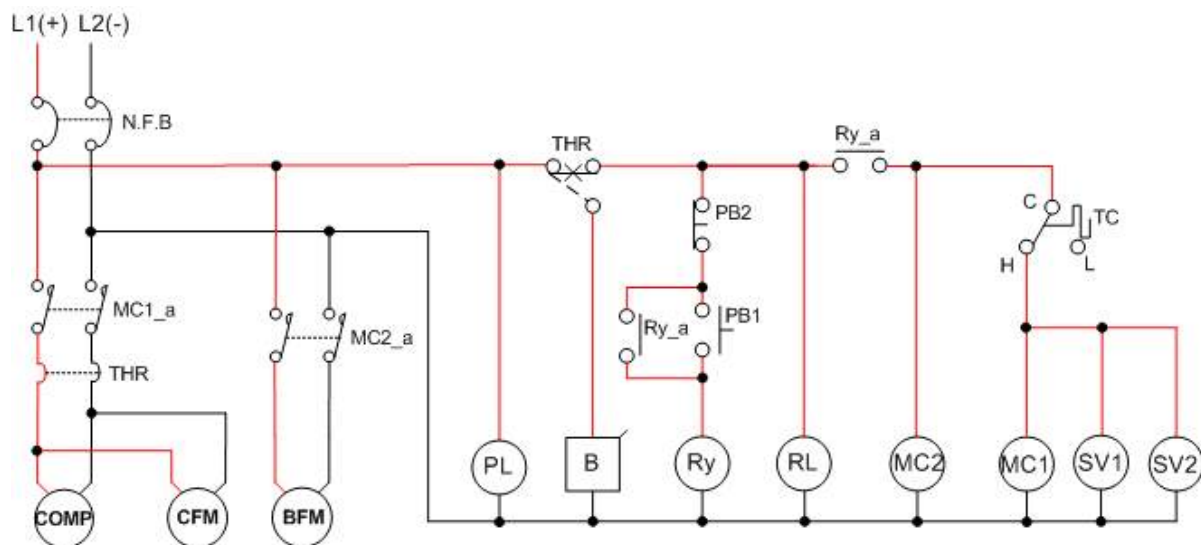 L1(+) L2(-)
N.F.B
THR
Ry_a
PB2
C
TC
H
L
MC1_a
MC2_a
Ry_a
PB1
THR
PL
B
Ry
RL
MC2
MC1
SV1
SV2
COMP
CFM
BFM